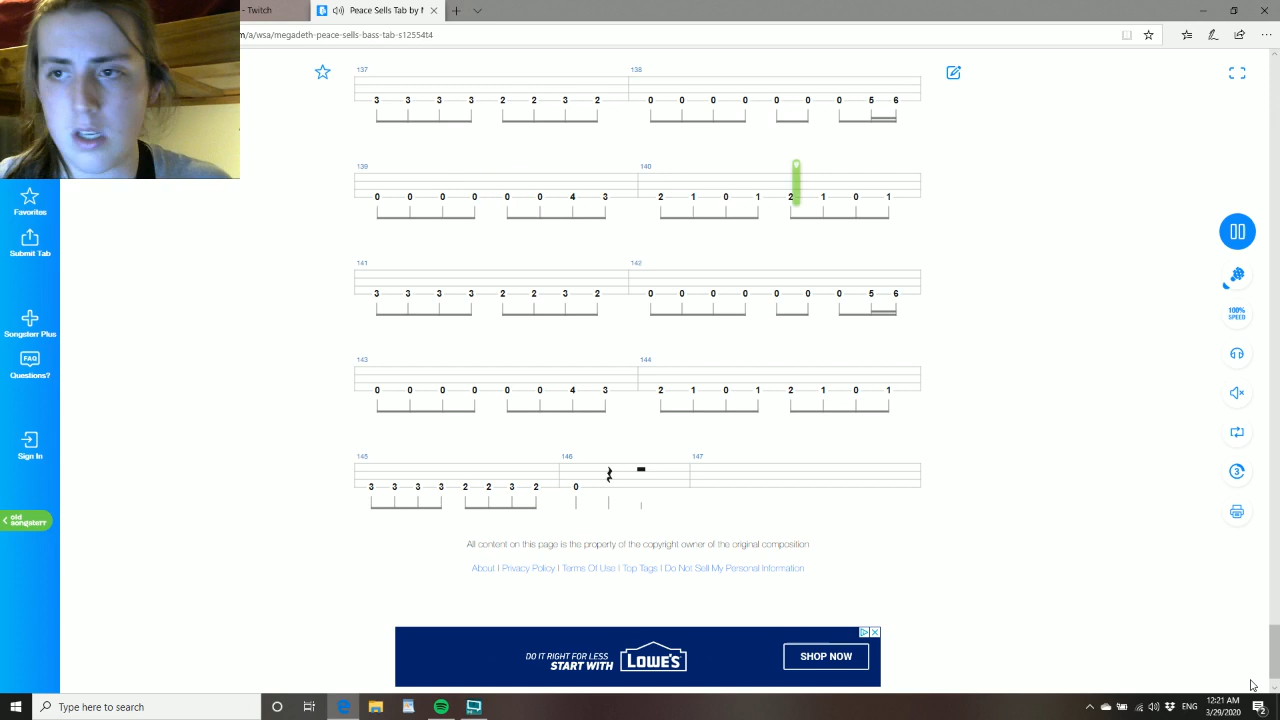 - Twitch
Peace Sells Bass Tab by
m/a/wsa/megadeth-peace-sells-bass-tab-s12554t4
137 138
3 3 3 3 2 2 3 2 0 0 0 0 0 0 0 5 6
139 140
0 0 0 0 0 0 4 3 2 1 0 1 2 1 0 1
Favorites
Submit Tab
141 142
3 3 3 3 2 2 3 2 0 0 0 0 0 0 0 5 6
100%
SPEED
Songsterr Plus
FAQ
Questions?
143 144
0 0 0 0 0 0 4 3 2 1 0 1 2 1 0 1
Sign In
145 146 147
3 3 3 3 2 2 3 2 0
3
old
songsterr
All content on this page is the property of the copyright owner of the original composition
About | Privacy Policy | Terms Of Use | Top Tags | Do Not Sell My Personal Information
DO IT RIGHT FOR LESS
START WITH
LOWE'S
SHOP NOW
Type here to search
ENG
12:21 AM
3/29/2020
2